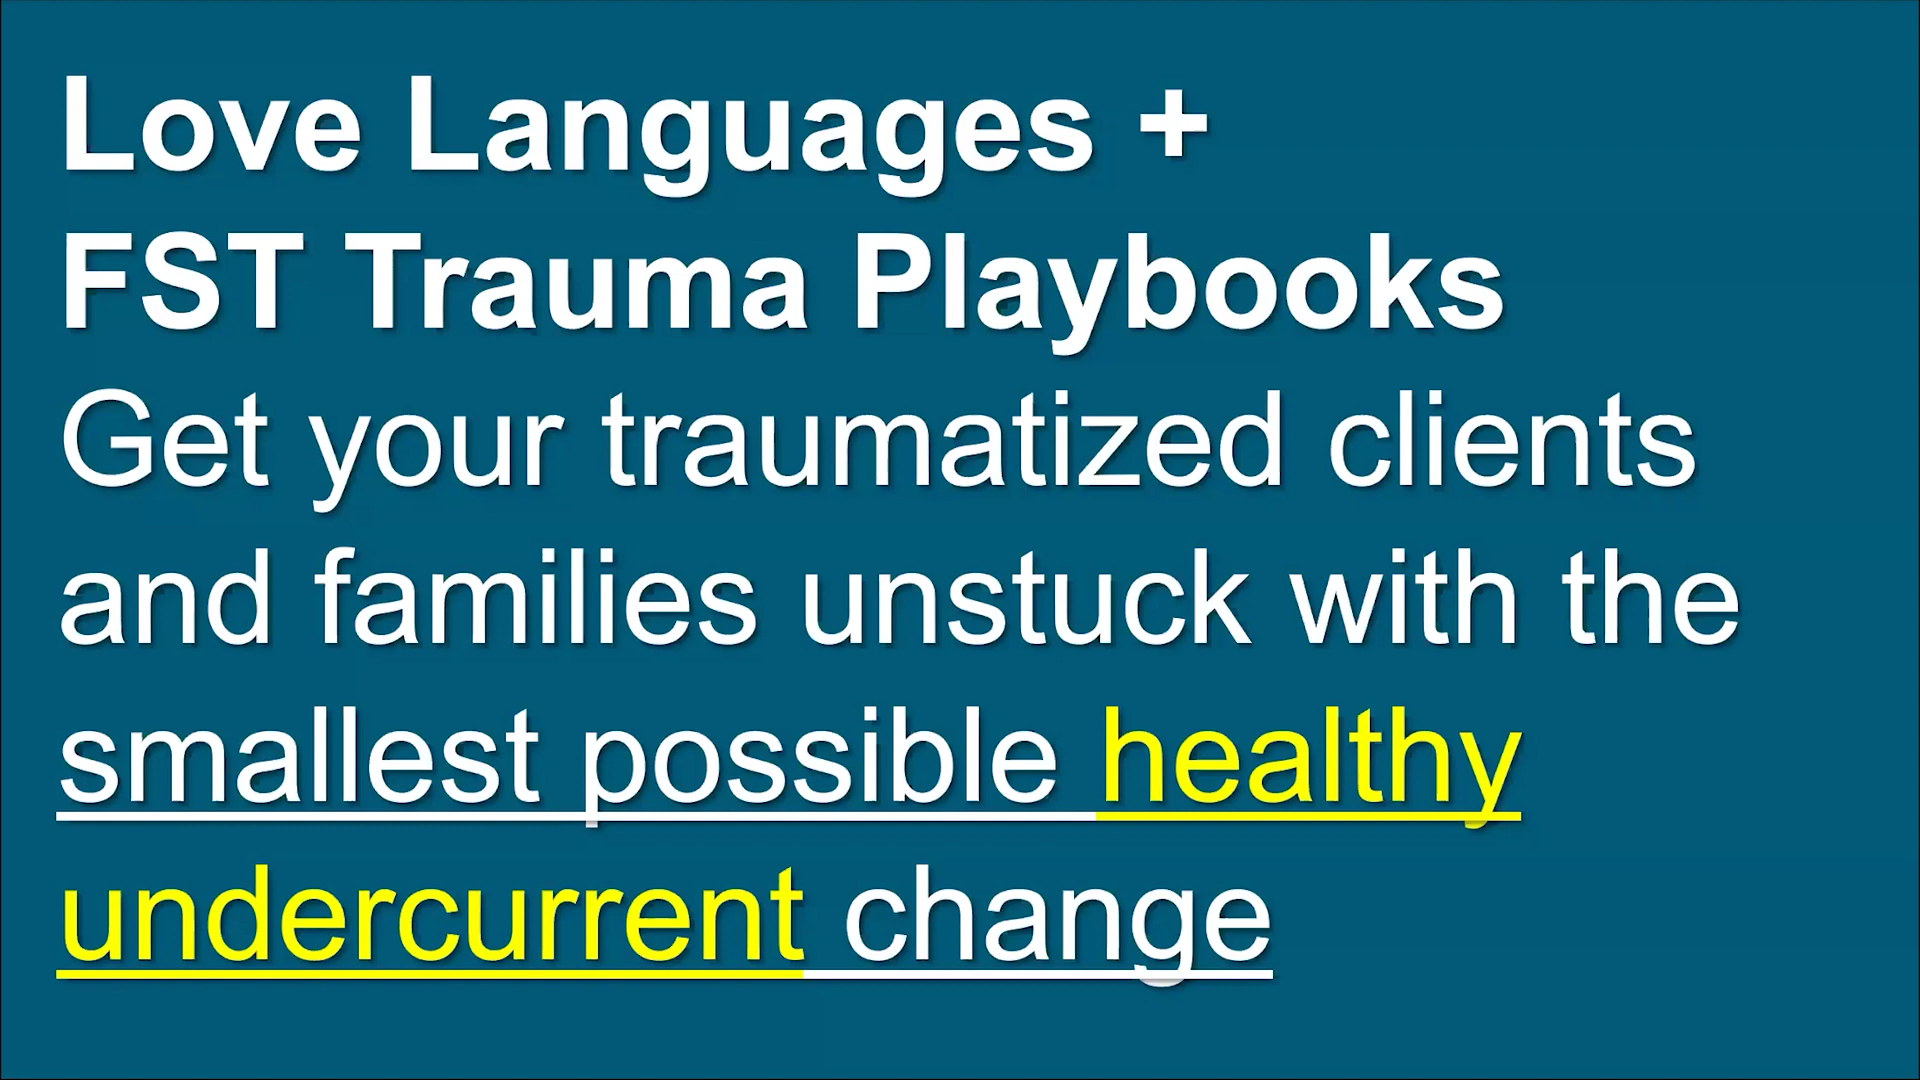 Love Languages +
FST Trauma Playbooks
Get your traumatized clients
and families unstuck with the
smallest possible healthy
undercurrent change